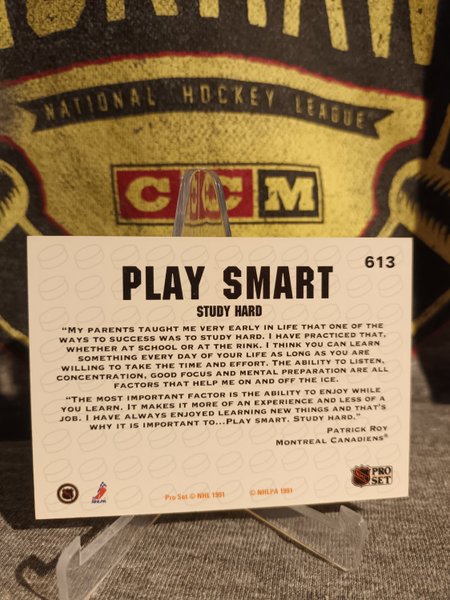 NATIONAL HOCKEY LEAGUE
CCM
613
PLAY SMART
STUDY HARD
"MY PARENTS TAUGHT ME VERY EARLY IN LIFE THAT ONE OF THE
WAYS TO SUCCESS WAS TO STUDY HARD. I HAVE PRACTICED THAT,
WHETHER AT SCHOOL OR AT THE RINK. I THINK YOU CAN LEARN
SOMETHING EVERY DAY OF YOUR LIFE AS LONG AS YOU ARE
WILLING TO TAKE THE TIME AND EFFORT. THE ABILITY TO LISTEN,
CONCENTRATION, GOOD FOCUS AND MENTAL PREPARATION ARE ALL
FACTORS THAT HELP ME ON AND OFF THE ICE.
"THE MOST IMPORTANT FACTOR IS THE ABILITY TO ENJOY WHILE
YOU LEARN. IT MAKES IT MORE OF AN EXPERIENCE AND LESS OF A
JOB. I HAVE ALWAYS ENJOYED LEARNING NEW THINGS AND THAT'S
WHY IT IS IMPORTANT TO...PLAY SMART. STUDY HARD."
PATRICK ROY
MONTREAL CANADIENS®
NHLPA
Pro Set © NHL 1991 © NHLPA 1991
PRO
SET